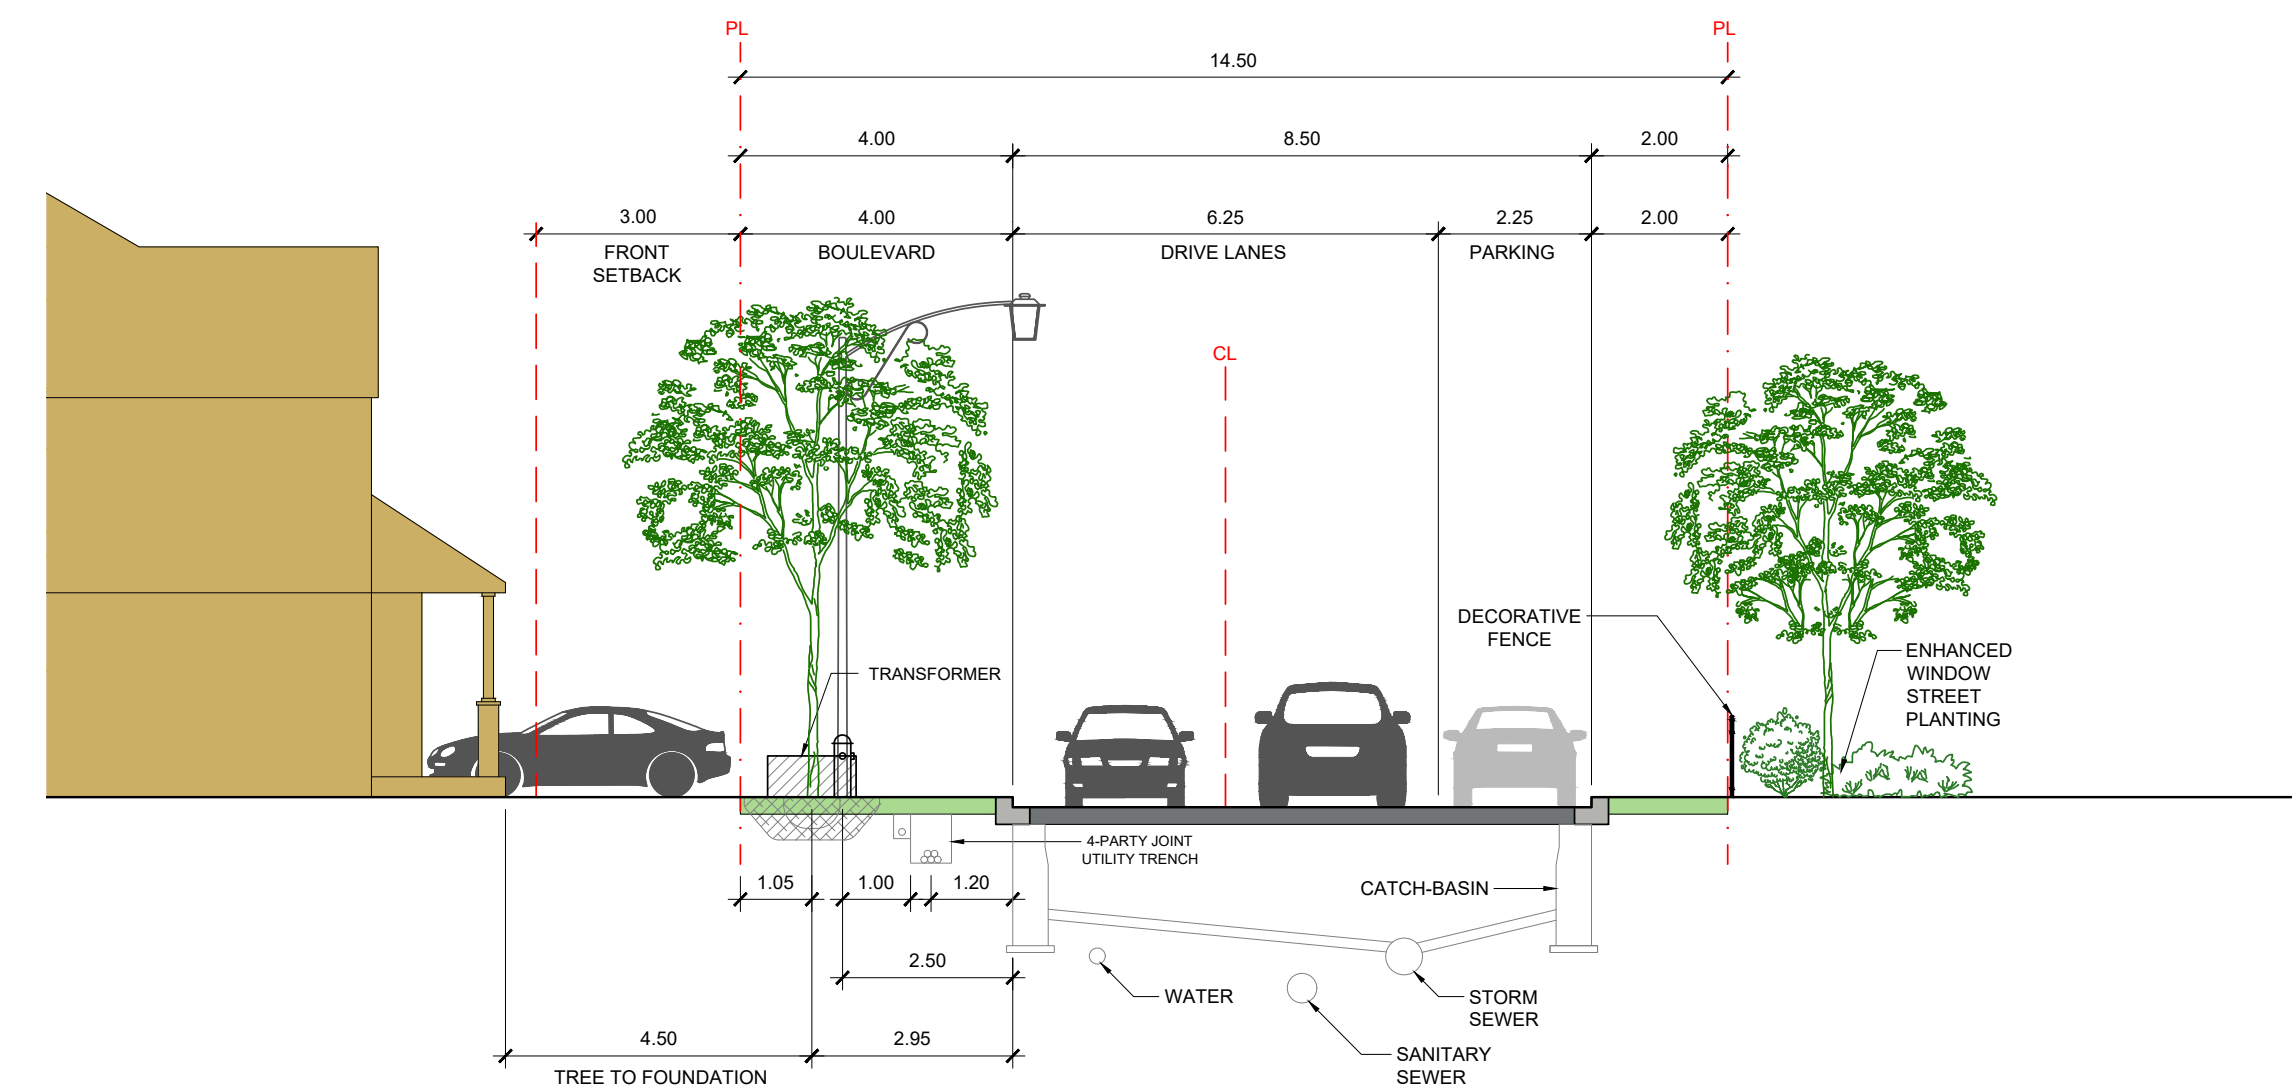 PL
PL
14.50
4.00
8.50
2.00
3.00
4.00
6.25
2.25
2.00
FRONT
SETBACK
BOULEVARD
DRIVE LANES
PARKING
CL
DECORATIVE
FENCE
ENHANCED
WINDOW
STREET
PLANTING
TRANSFORMER
4-PARTY JOINT
UTILITY TRENCH
1.05
1.00
1.20
CATCH-BASIN
2.50
WATER
STORM
SEWER
4.50
2.95
SANITARY
SEWER
TREE TO FOUNDATION